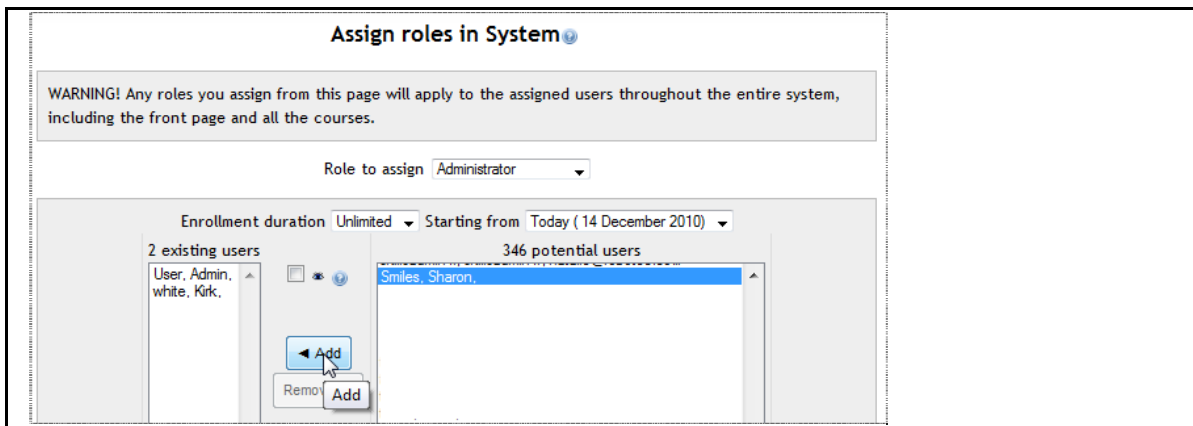 Assign roles in System
WARNING! Any roles you assign from this page will apply to the assigned users throughout the entire system,
including the front page and all the courses.
Role to assign Administrator
Enrollment duration Unlimited Starting from Today ( 14 December 2010)
2 existing users
346 potential users
User, Admin,
white, Kirk,
Smiles, Sharon,
◄ Add
Remo
Add